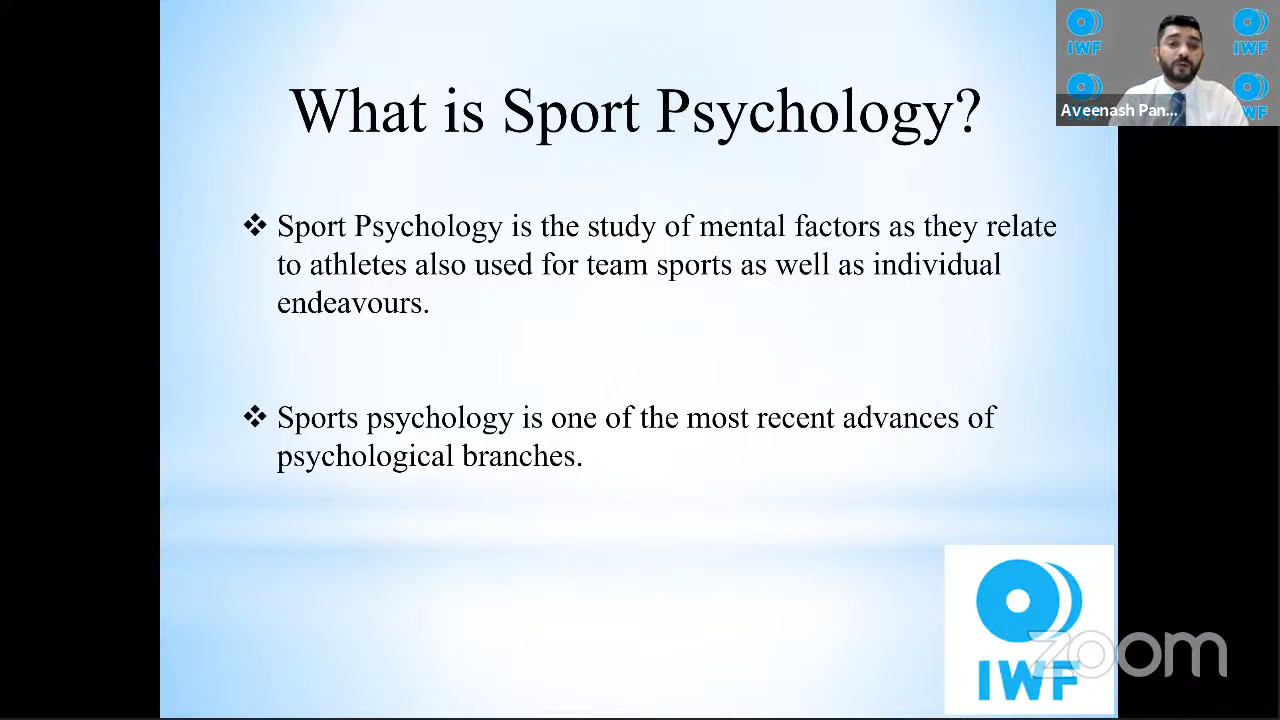 What is Sport Psychology?
❖ Sport Psychology is the study of mental factors as they relate
to athletes also used for team sports as well as individual
endeavours.
❖ Sports psychology is one of the most recent advances of
psychological branches.
IWF
zoom
IWF
IWF
Aveenash Pan...
WF